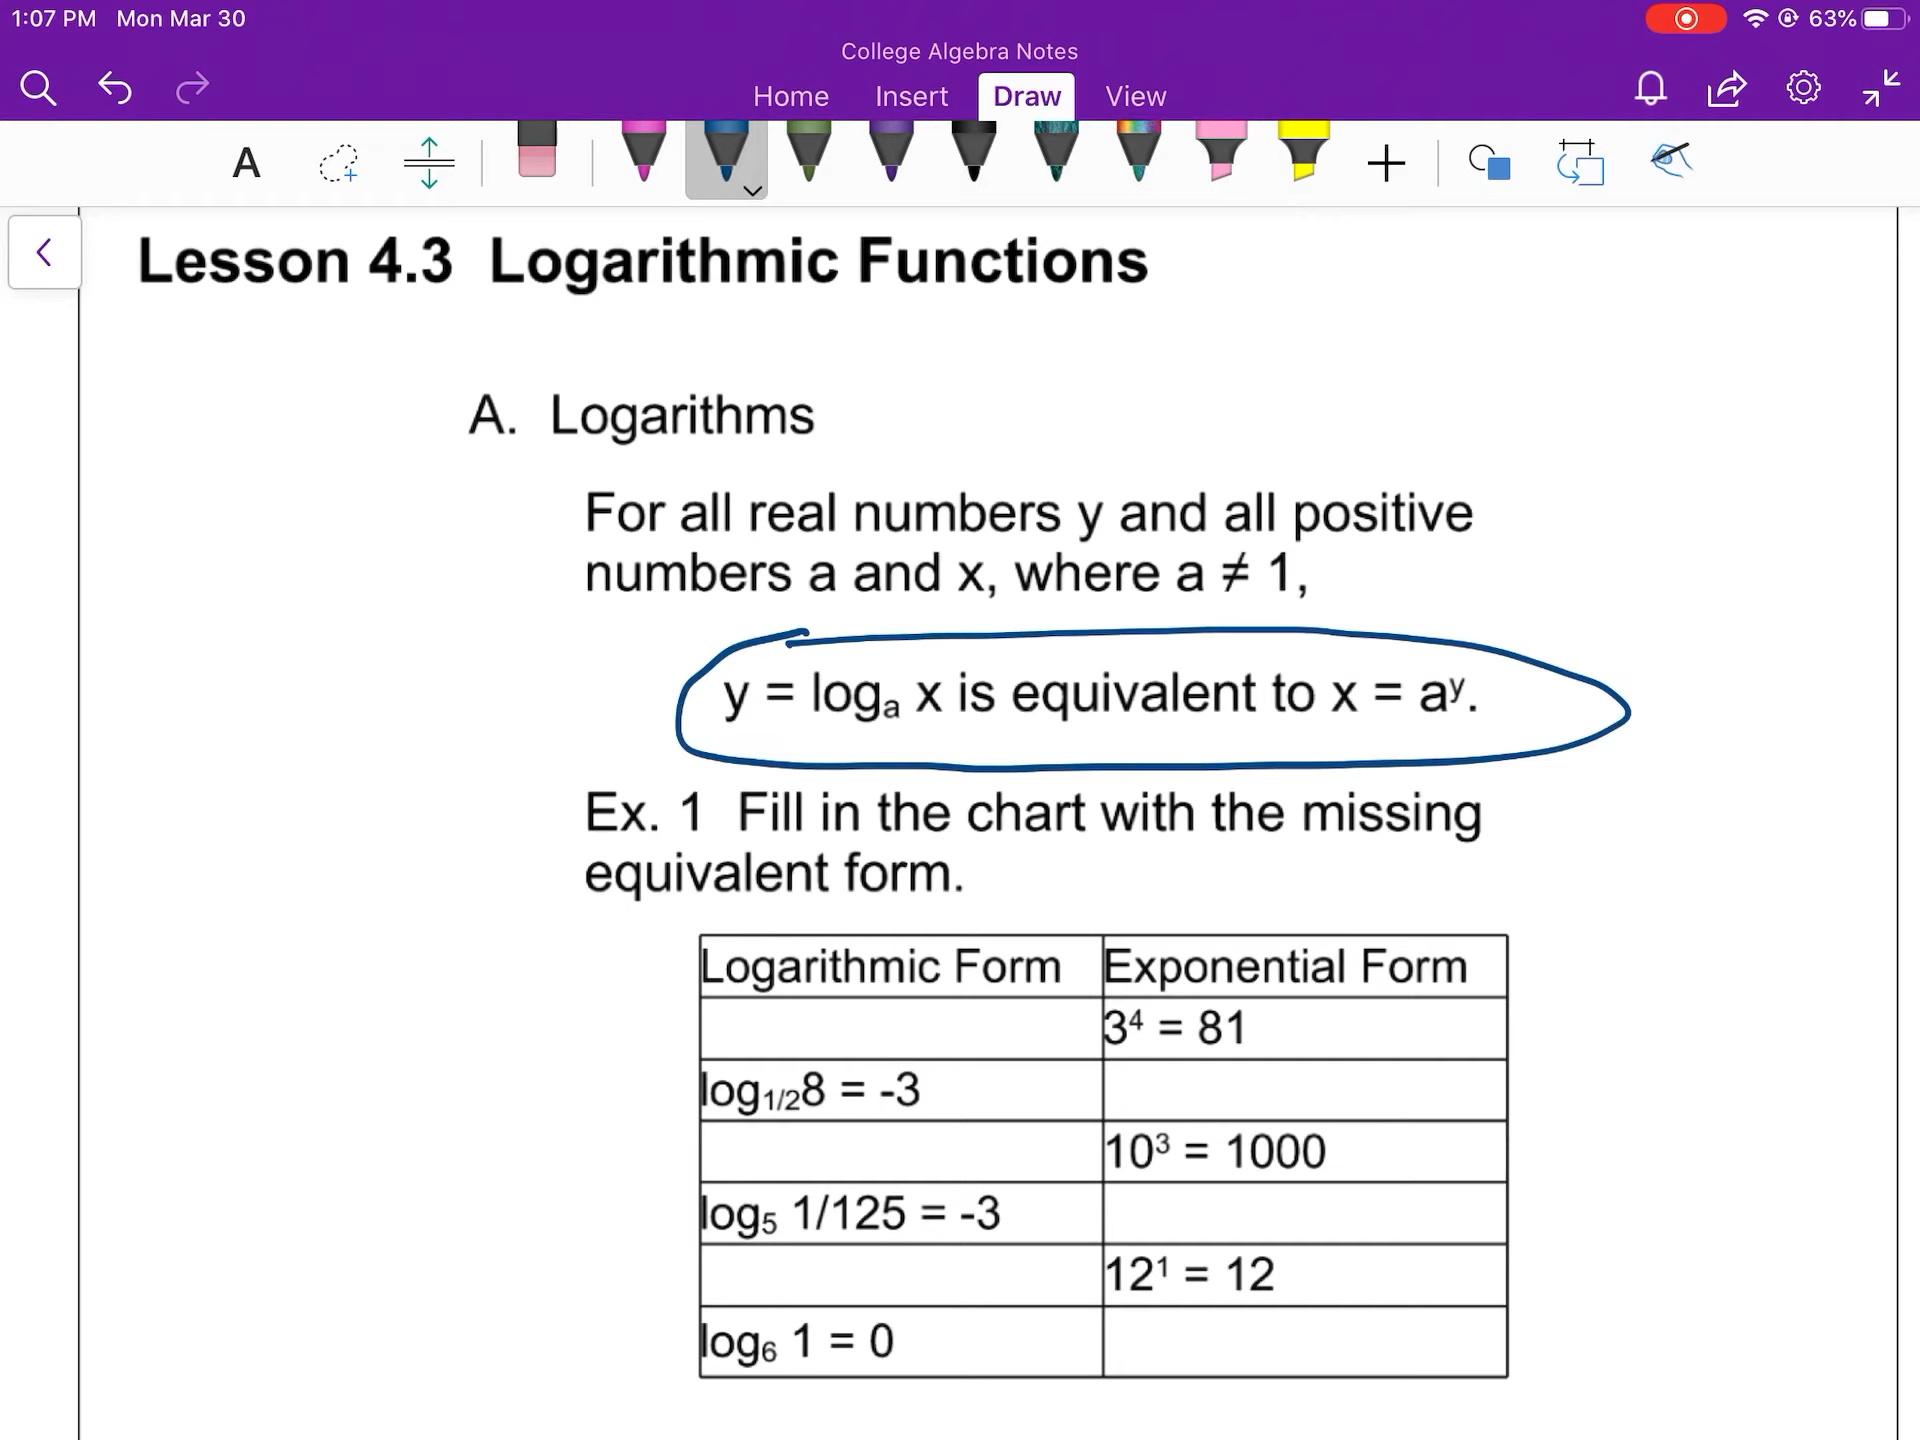 1:07 PM Mon Mar 30
63%
College Algebra Notes
Home Insert Draw View
A
Lesson 4.3 Logarithmic Functions
A. Logarithms
For all real numbers y and all positive
numbers a and x, where a ≠ 1,
y = logₐ x is equivalent to x = aʸ.
Ex. 1 Fill in the chart with the missing
equivalent form.
Logarithmic Form Exponential Form
3⁴ = 81
log₁/₂8 = -3
10³ = 1000
log₅ 1/125 = -3
12¹ = 12
log₆ 1 = 0